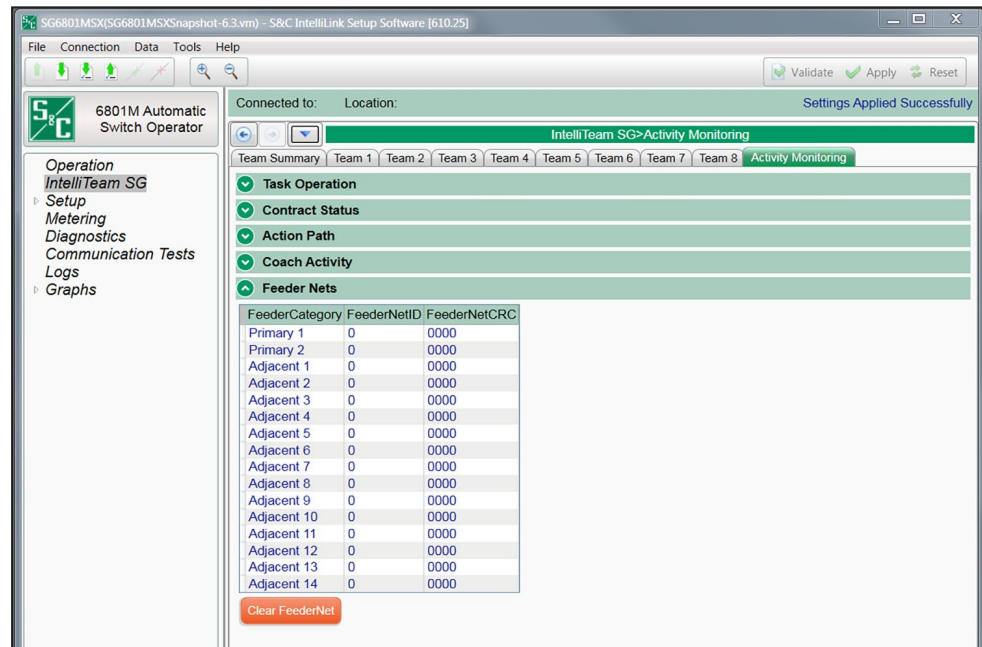 SG6801MSX(SG6801MSXSnapshot-6.3.vm) - S&C IntelliLink Setup Software [610.25]
File Connection Data Tools Help
Validate Apply Reset
S&C
6801M Automatic
Switch Operator
Connected to: Location: Settings Applied Successfully
IntelliTeam SG>Activity Monitoring
Team Summary Team 1 Team 2 Team 3 Team 4 Team 5 Team 6 Team 7 Team 8 Activity Monitoring
Operation
IntelliTeam SG
Setup
Metering
Diagnostics
Communication Tests
Logs
Graphs
Task Operation
Contract Status
Action Path
Coach Activity
Feeder Nets
FeederCategory FeederNetID FeederNetCRC
Primary 1 0 0000
Primary 2 0 0000
Adjacent 1 0 0000
Adjacent 2 0 0000
Adjacent 3 0 0000
Adjacent 4 0 0000
Adjacent 5 0 0000
Adjacent 6 0 0000
Adjacent 7 0 0000
Adjacent 8 0 0000
Adjacent 9 0 0000
Adjacent 10 0 0000
Adjacent 11 0 0000
Adjacent 12 0 0000
Adjacent 13 0 0000
Adjacent 14 0 0000
Clear FeederNet